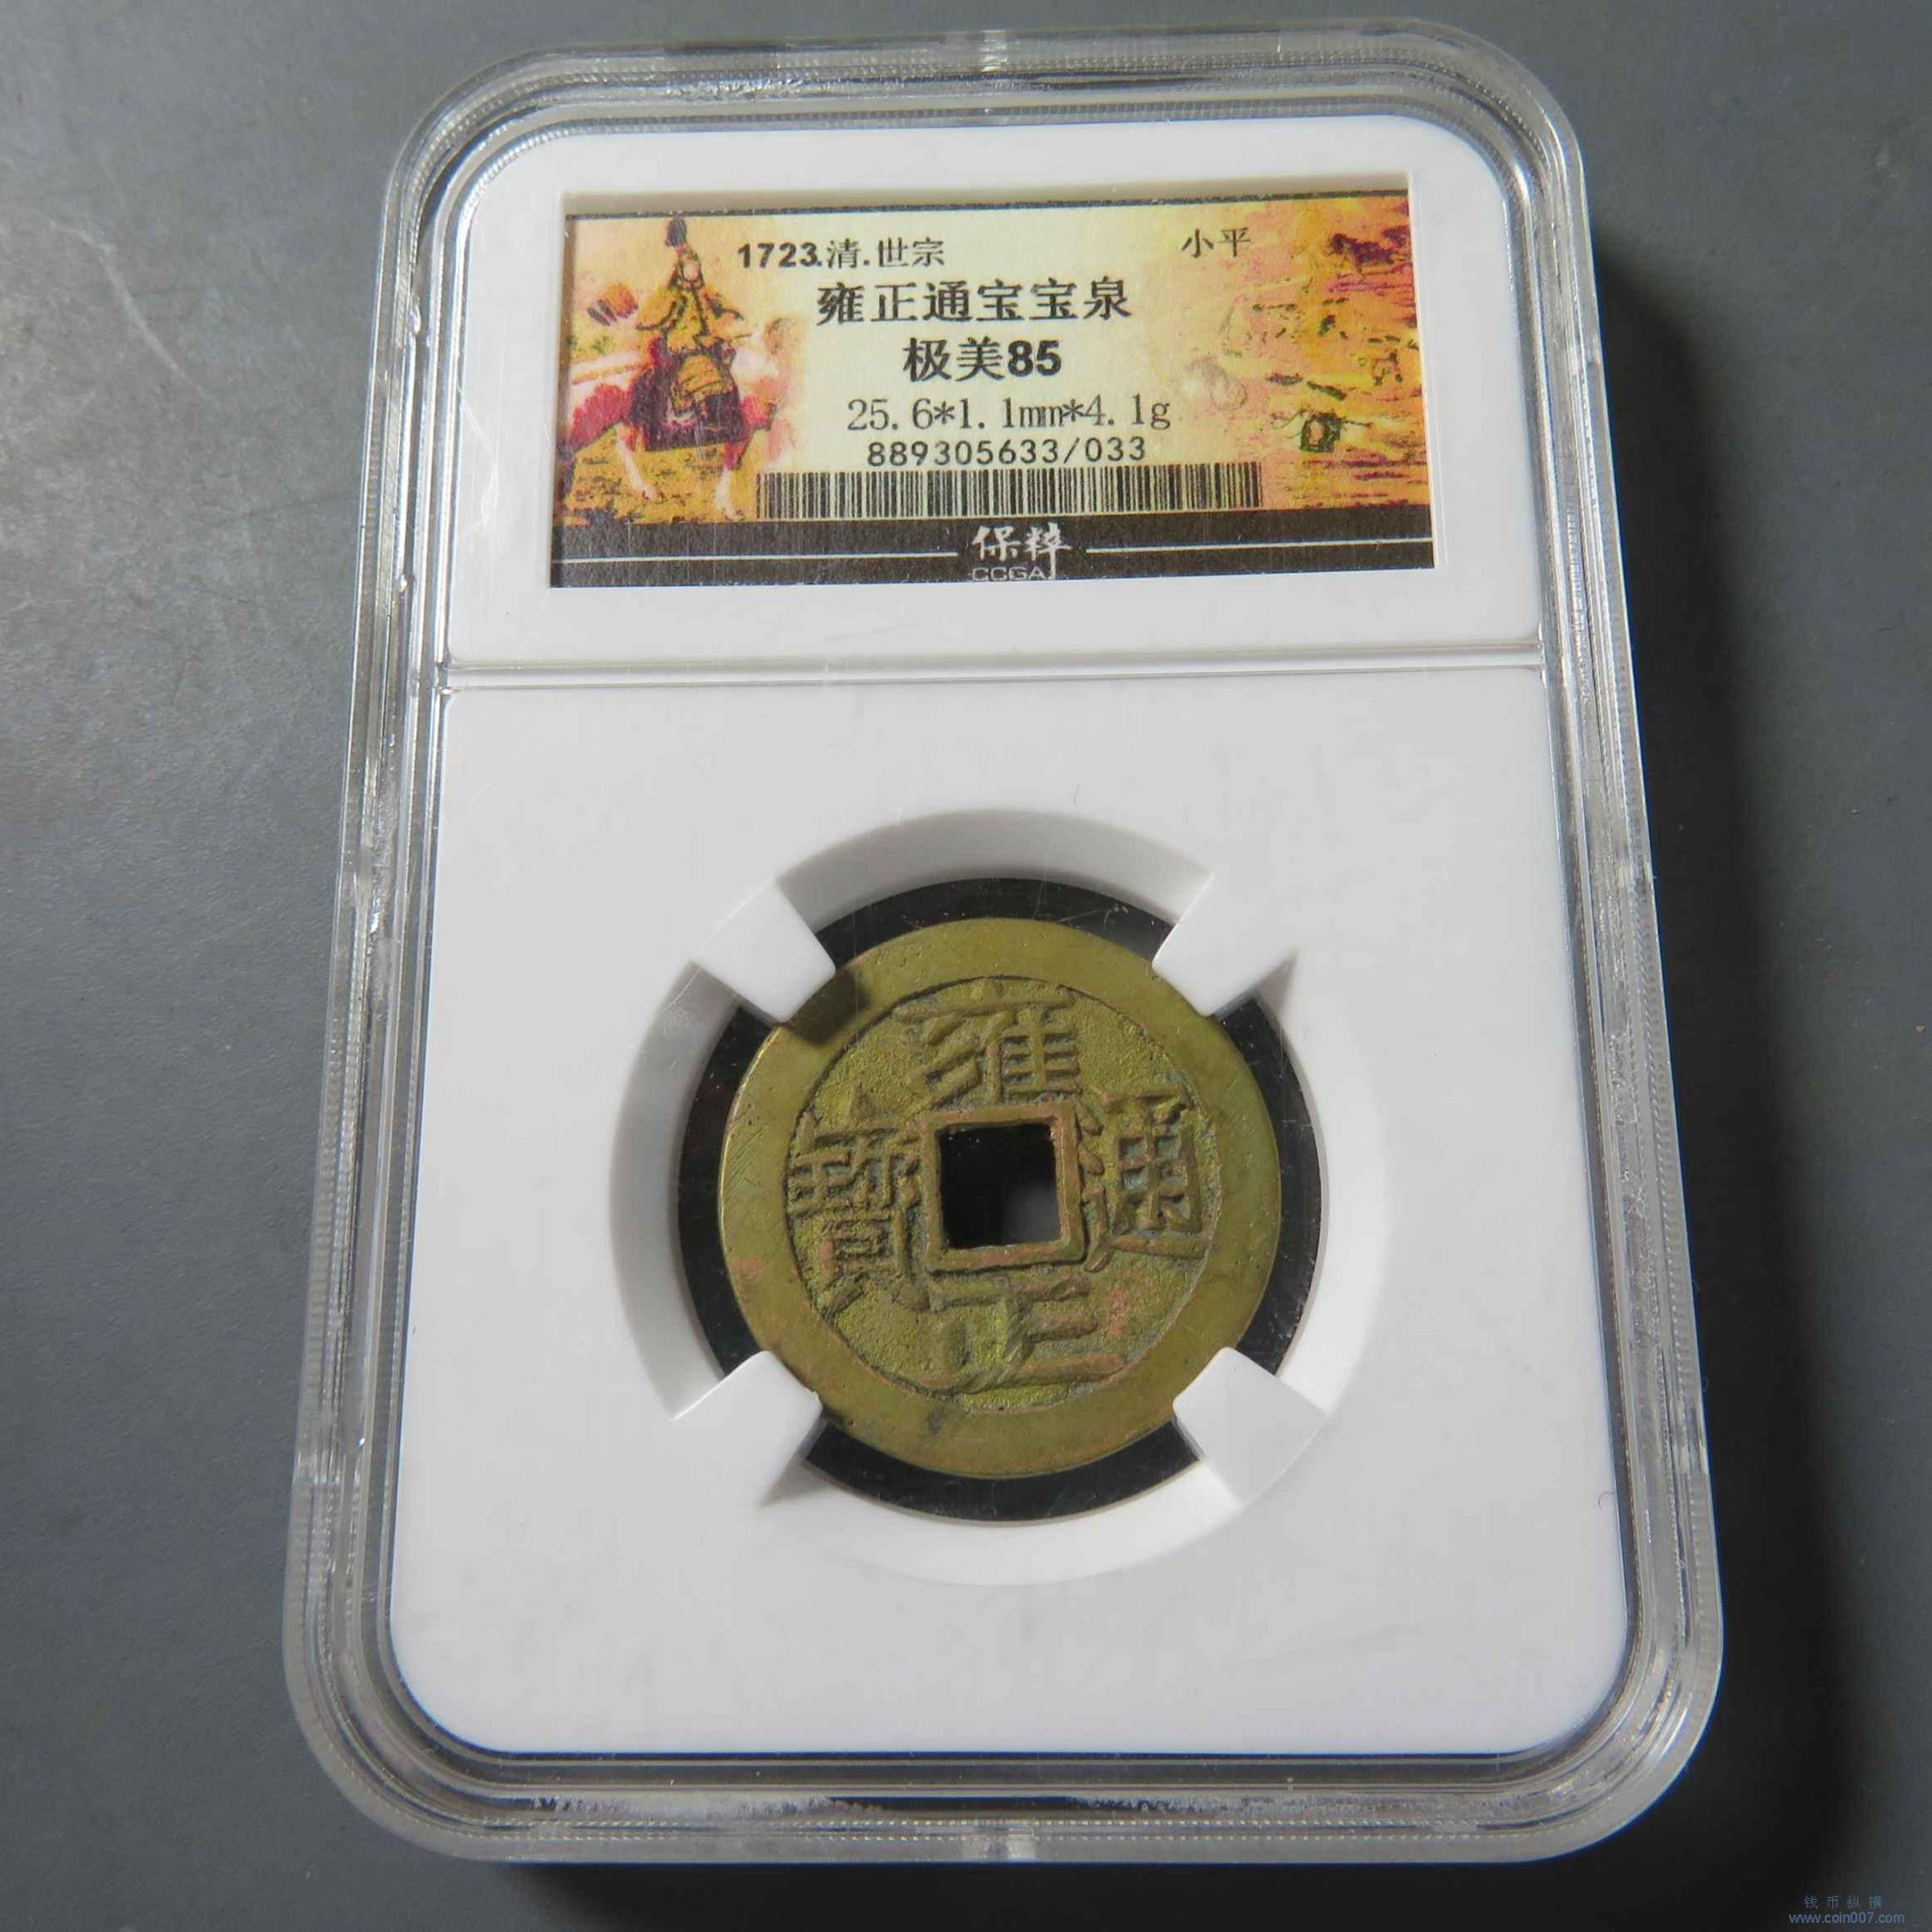 1723.清.世宗 小平
雍正通宝宝泉
极美85
25.6*1.1mm*4.1g
889305633/033
保粹
CCGA
雍正通寶
钱币纵横
www.coin007.com